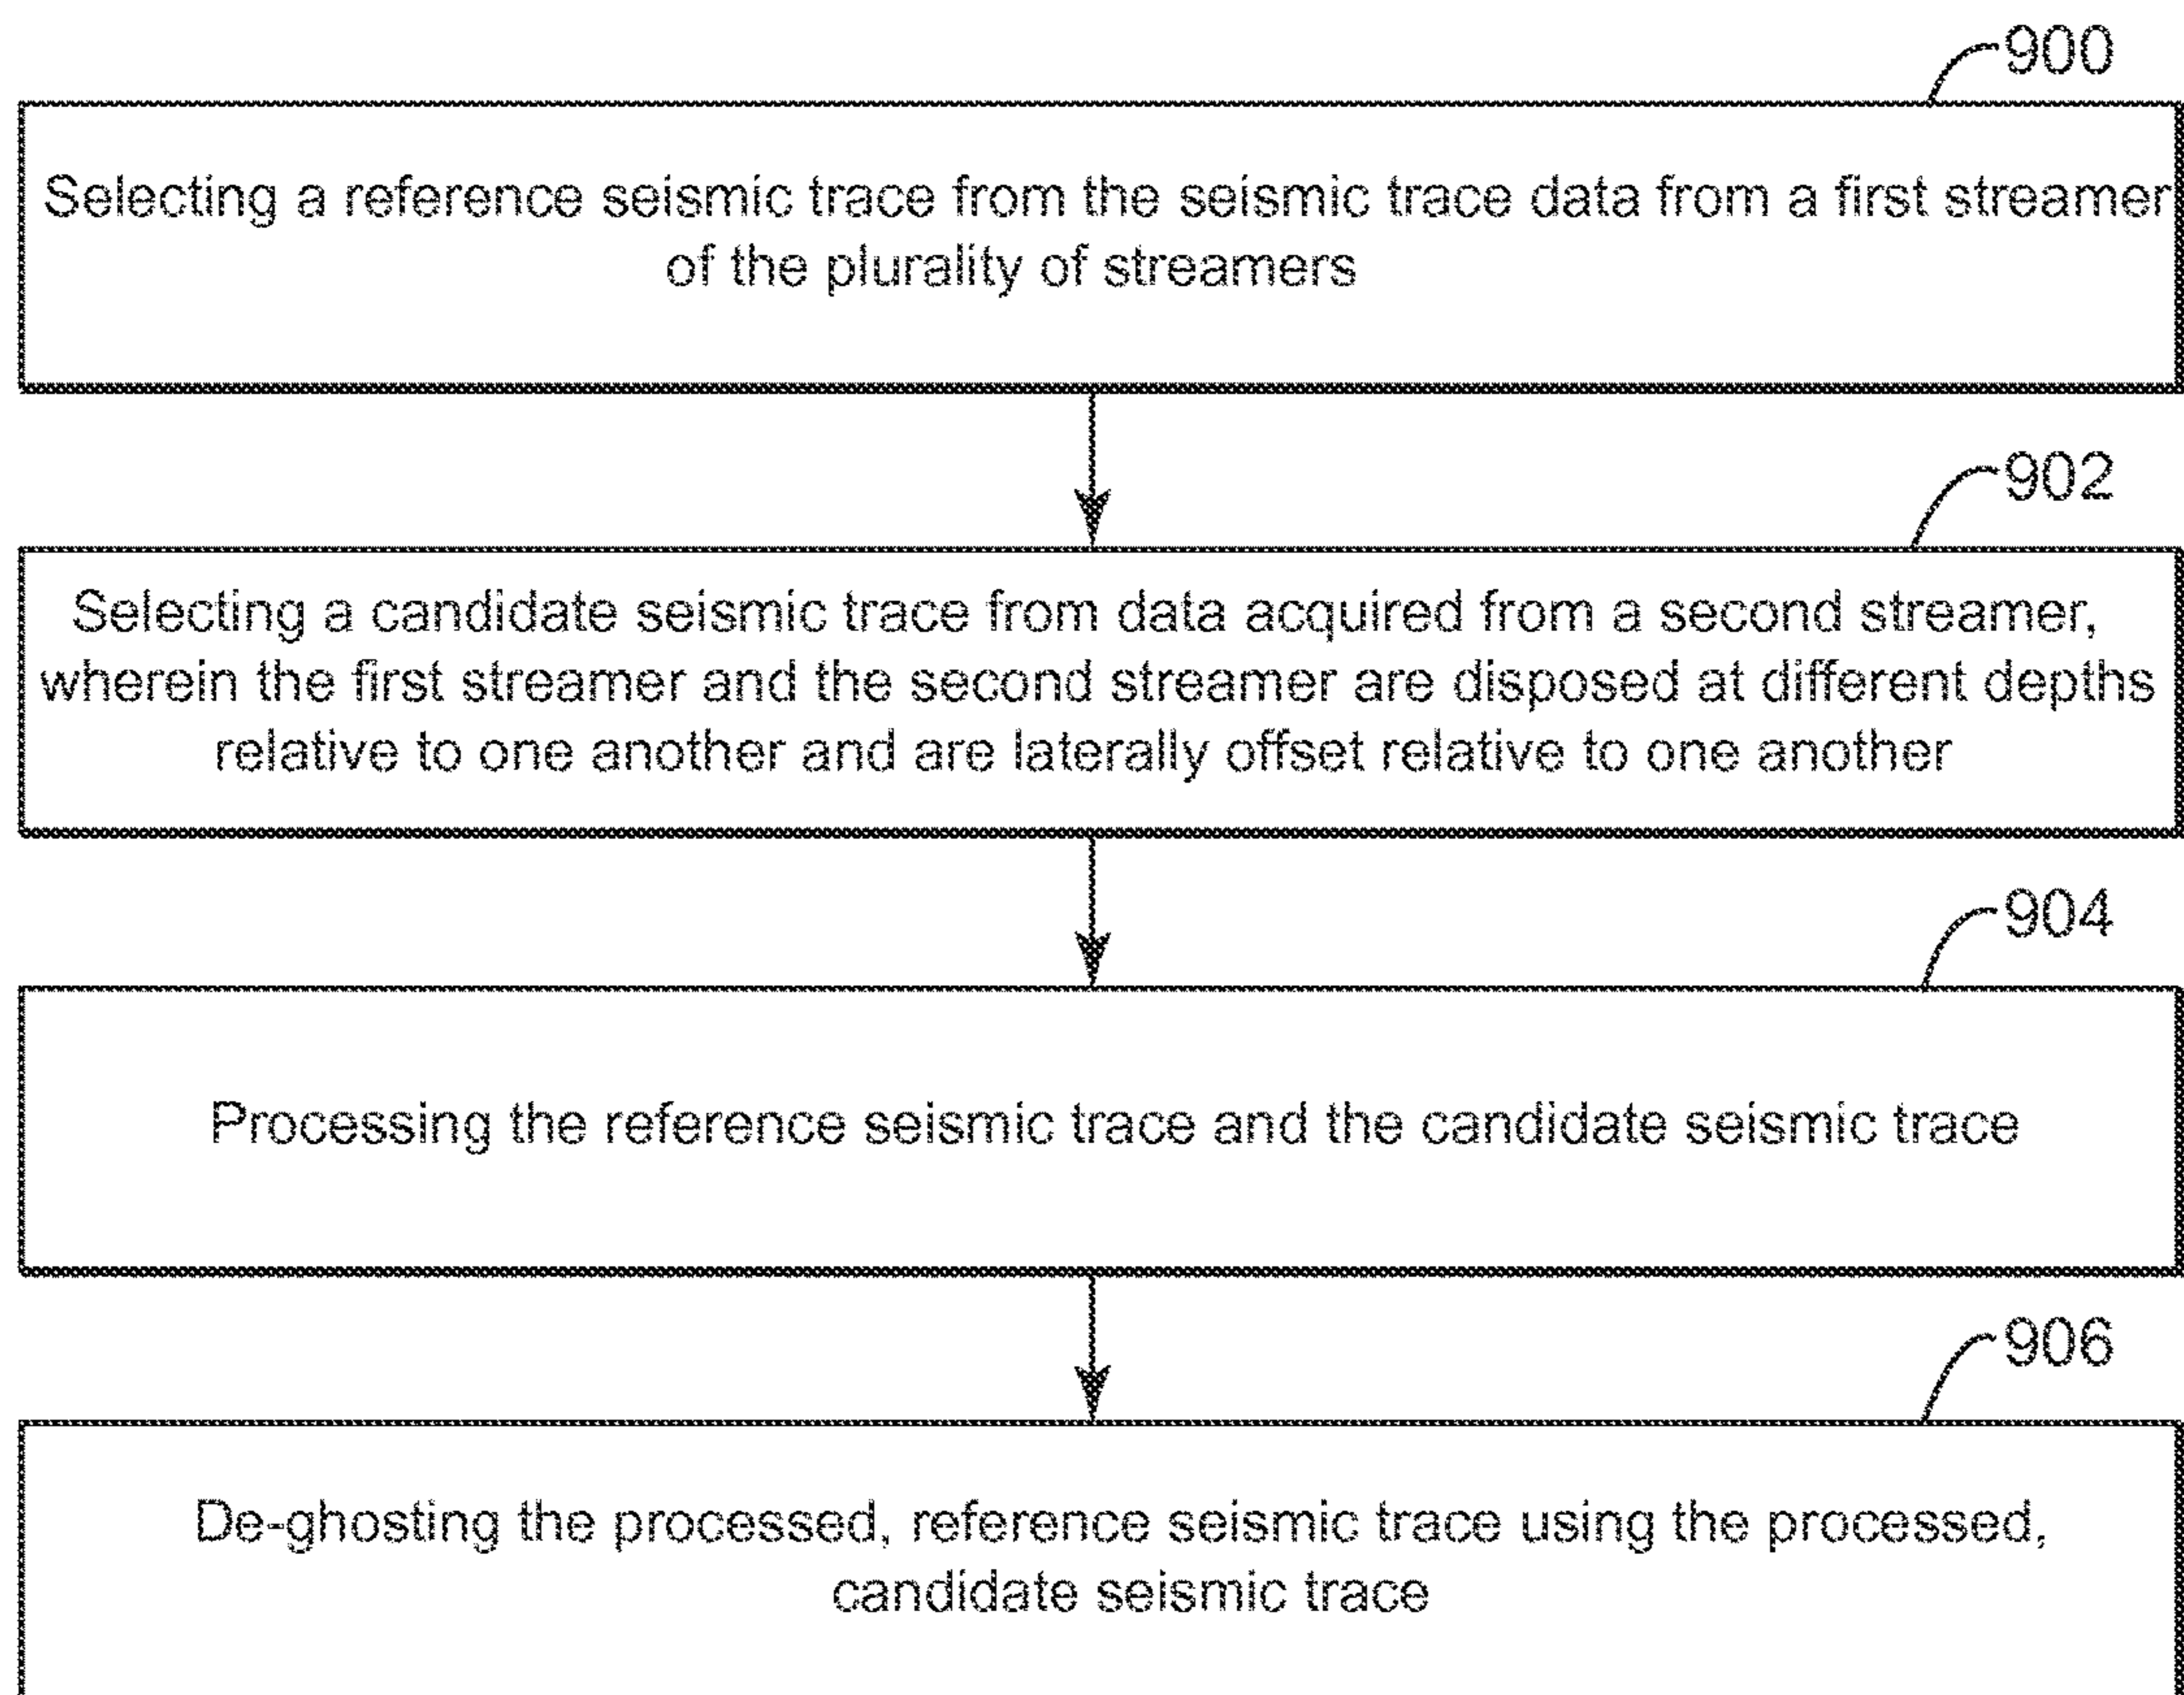 900
Selecting a reference seismic trace from the seismic trace data from a first streamer
of the plurality of streamers
902
Selecting a candidate seismic trace from data acquired from a second streamer,
wherein the first streamer and the second streamer are disposed at different depths
relative to one another and are laterally offset relative to one another
904
Processing the reference seismic trace and the candidate seismic trace
906
De-ghosting the processed, reference seismic trace using the processed,
candidate seismic trace